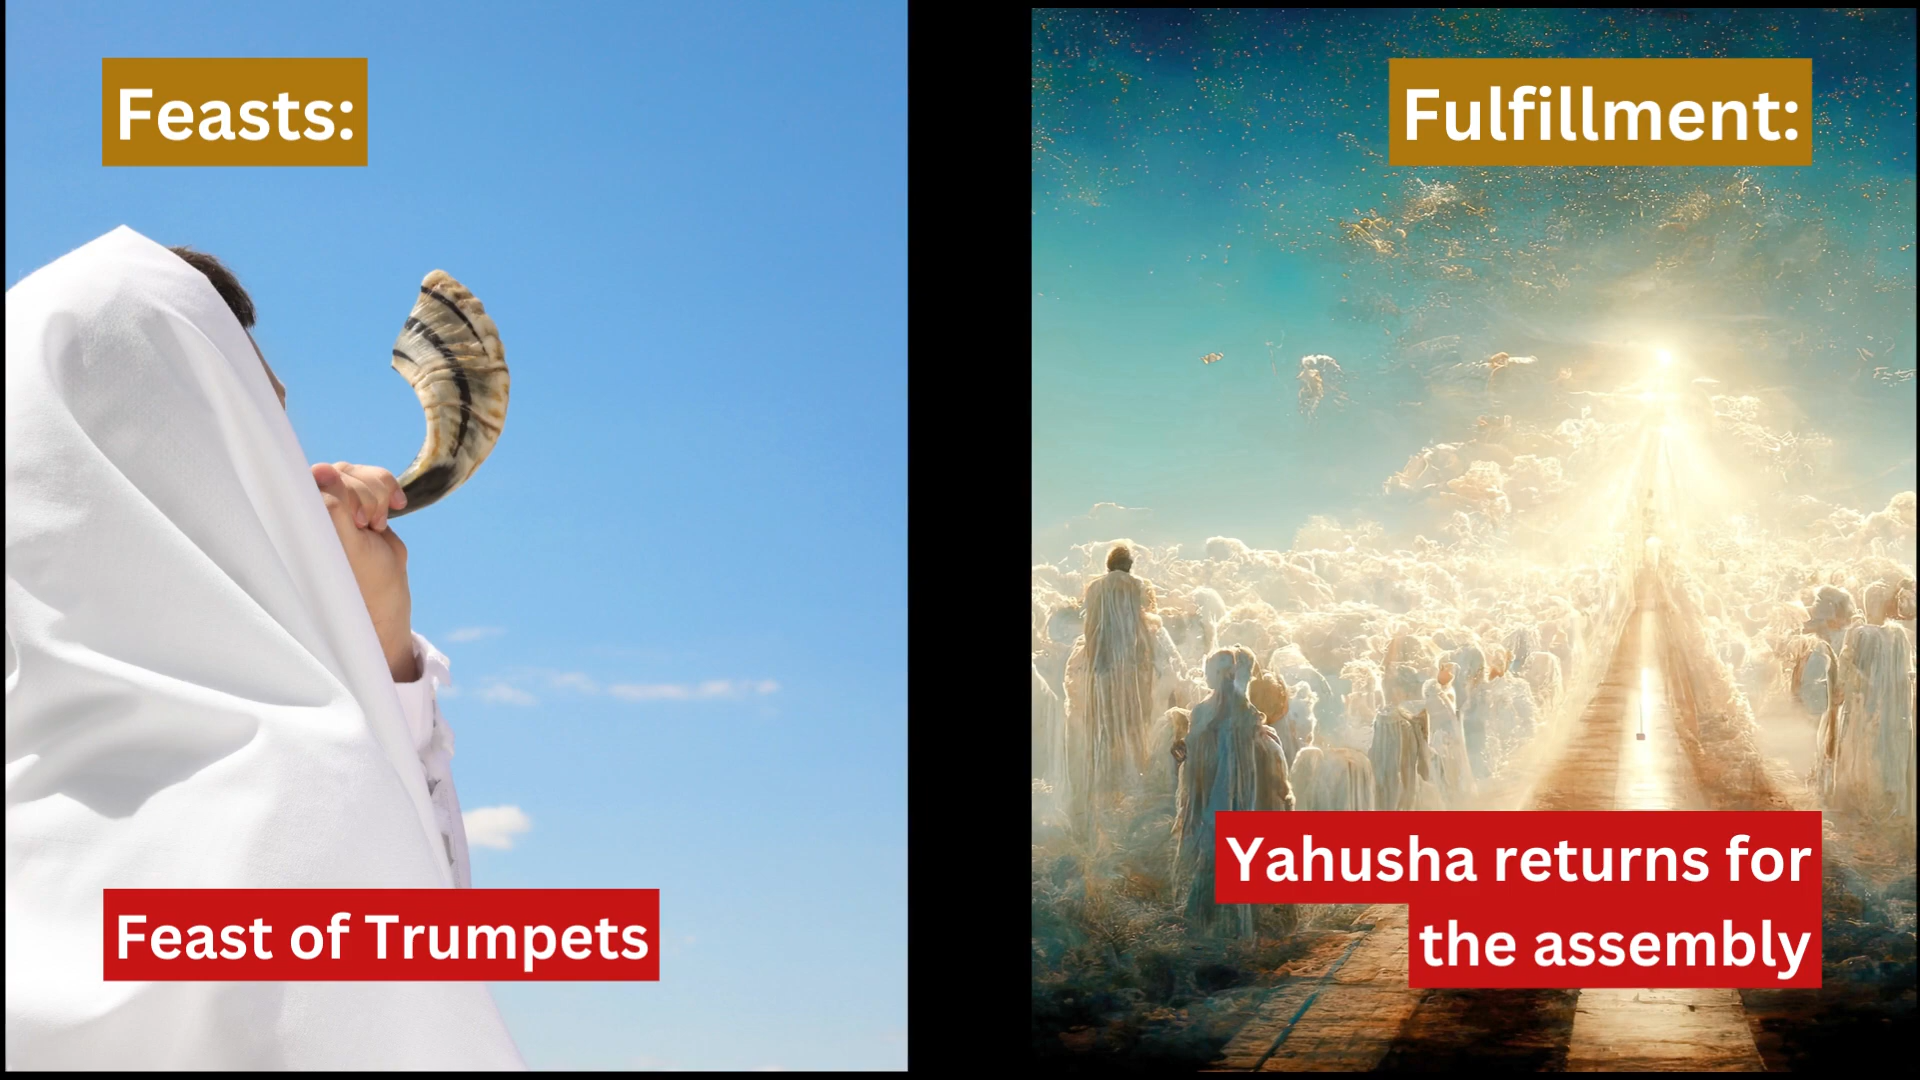 Feasts:
Feast of Trumpets
Fulfillment:
Yahusha returns for
the assembly